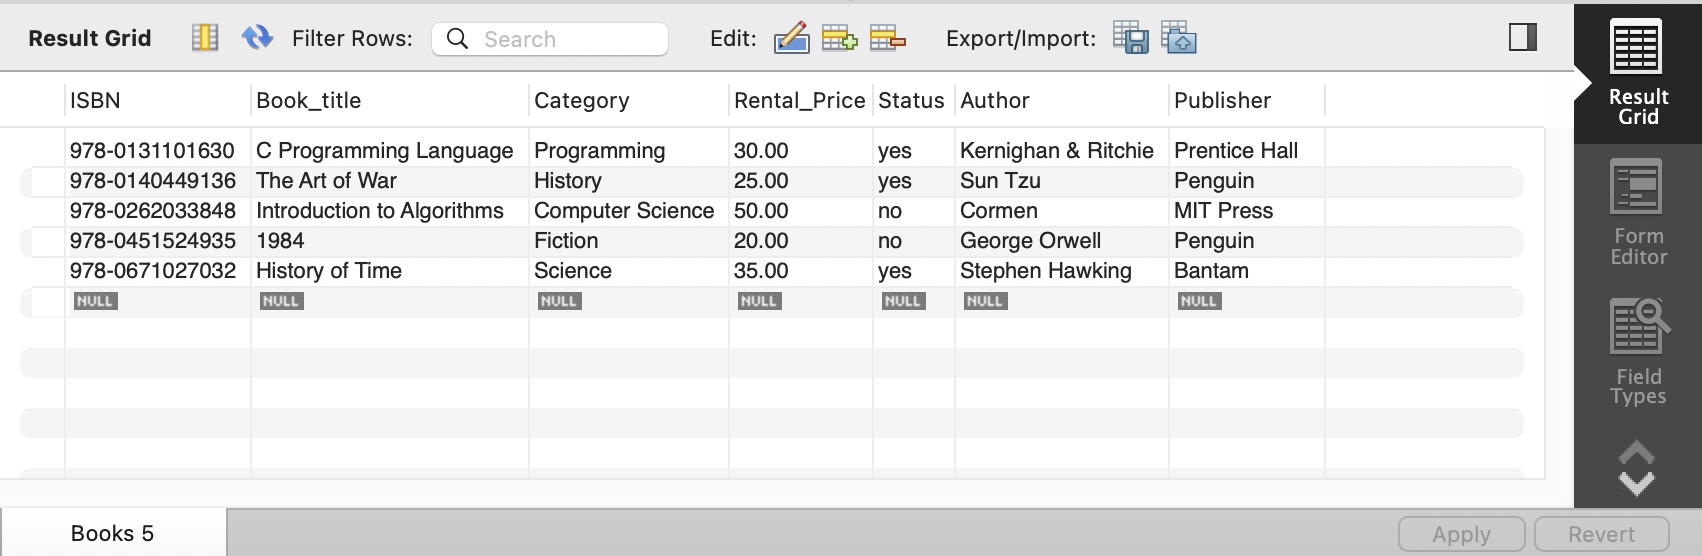 Result Grid Filter Rows: Search Edit: Export/Import:
ISBN Book_title Category Rental_Price Status Author Publisher
978-0131101630 C Programming Language Programming 30.00 yes Kernighan & Ritchie Prentice Hall
978-0140449136 The Art of War History 25.00 yes Sun Tzu Penguin
978-0262033848 Introduction to Algorithms Computer Science 50.00 no Cormen MIT Press
978-0451524935 1984 Fiction 20.00 no George Orwell Penguin
978-0671027032 History of Time Science 35.00 yes Stephen Hawking Bantam
NULL NULL NULL NULL NULL NULL NULL
Result
Grid
Form
Editor
Field
Types
Books 5 Apply Revert